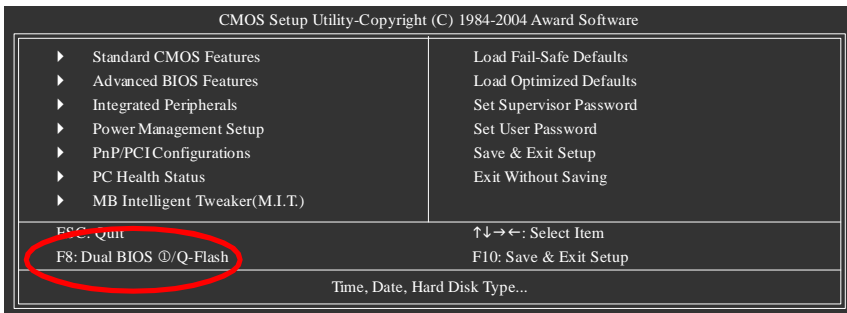 CMOS Setup Utility-Copyright (C) 1984-2004 Award Software
Standard CMOS Features
Advanced BIOS Features
Integrated Peripherals
Power Management Setup
PnP/PCI Configurations
PC Health Status
MB Intelligent Tweaker(M.I.T.)
Load Fail-Safe Defaults
Load Optimized Defaults
Set Supervisor Password
Set User Password
Save & Exit Setup
Exit Without Saving
ESC: Quit
↑↓→←: Select Item
F8: Dual BIOS ①/Q-Flash
F10: Save & Exit Setup
Time, Date, Hard Disk Type...